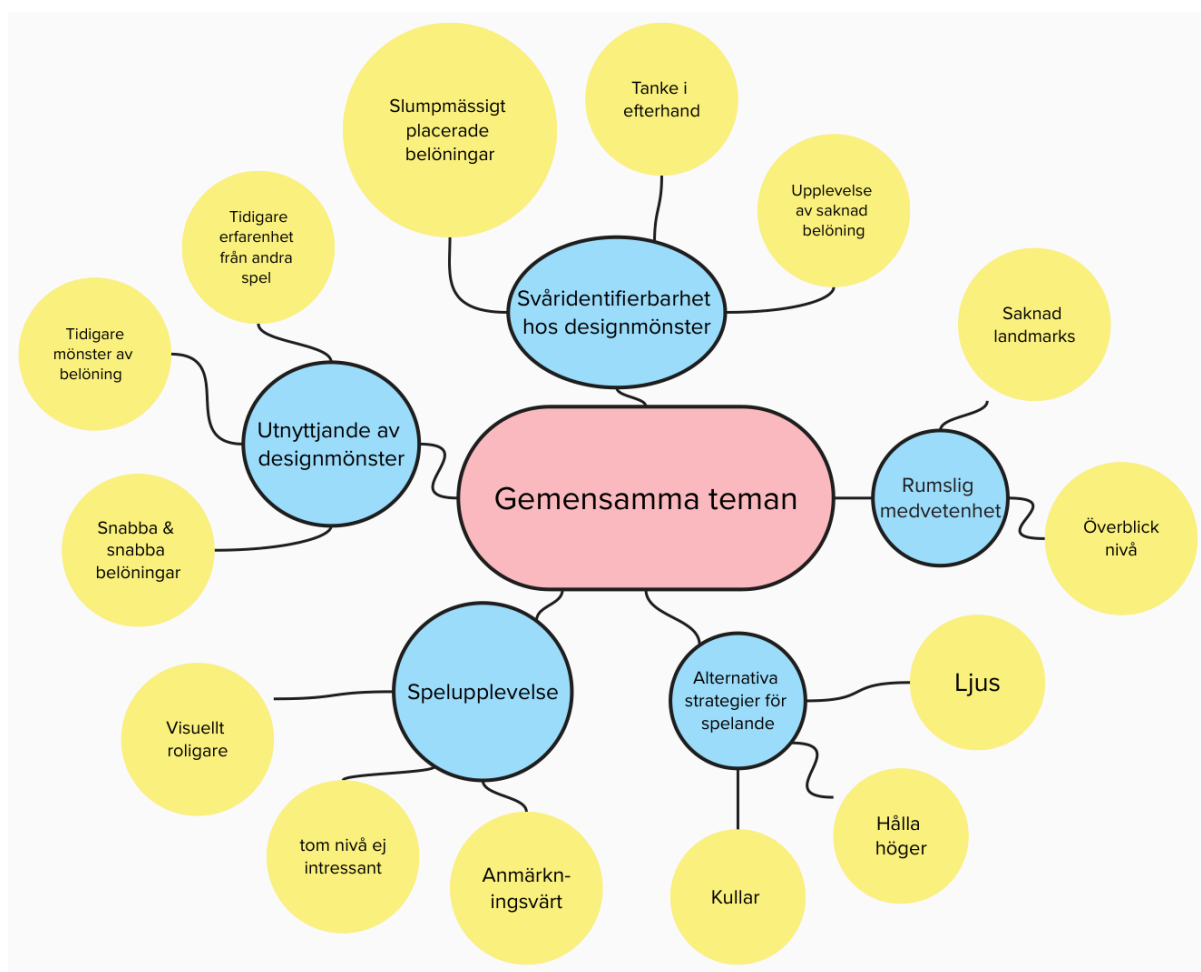 Slumpmässigt
placerade
belöningar
Tanke i
efterhand
Upplevelse
av saknad
belöning
Tidigare
erfarenhet
från andra
spel
Saknad
landmarks
Svåridentifierbarhet
hos designmönster
Tidigare
mönster av
belöning
Utnyttjande av
designmönster
Gemensamma teman
Rumslig
medvetenhet
Överblick
nivå
Snabba &
snabba
belöningar
Spelupplevelse
Alternativa
strategier för
spelande
Ljus
Visuellt
roligare
tom nivå ej
intressant
Anmärkn-
ingsvärt
Kullar
Hålla
höger